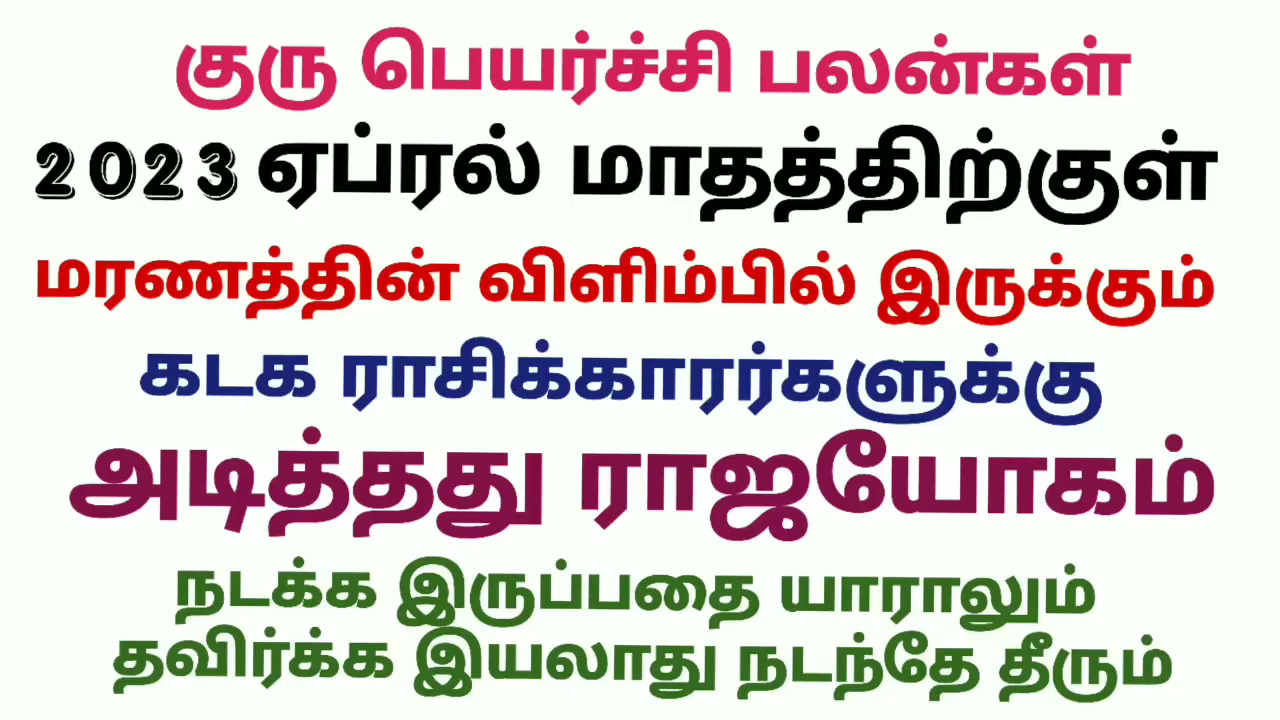 குரு பெயர்ச்சி பலன்கள்
2023 ஏப்ரல் மாதத்திற்குள்
மரணத்தின் விளிம்பில் இருக்கும்
கடக ராசிக்காரர்களுக்கு
அடித்தது ராஜயோகம்
நடக்க இருப்பதை யாராலும்
தவிர்க்க இயலாது நடந்தே தீரும்